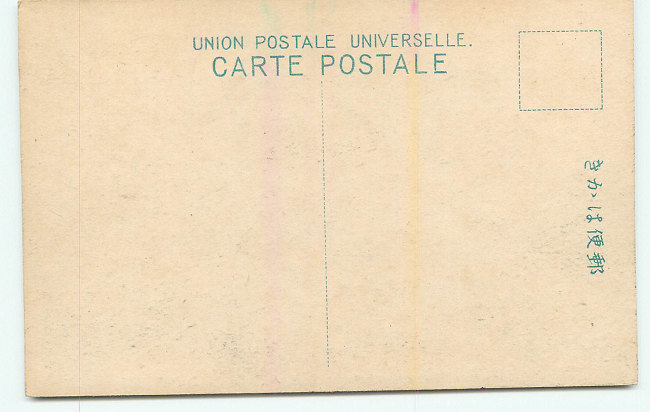 UNION POSTALE UNIVERSELLE.
CARTE POSTALE
きかは便郵